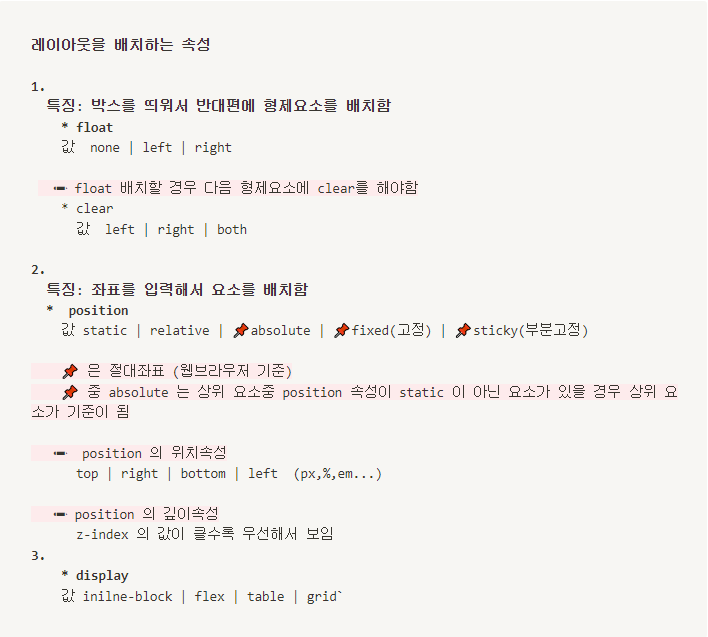 레이아웃을 배치하는 속성
1.
특징: 박스를 띄워서 반대편에 형제요소를 배치함
* float
값 none | left | right
➖ float 배치할 경우 다음 형제요소에 clear를 해야함
* clear
값 left | right | both
2.
특징: 좌표를 입력해서 요소를 배치함
* position
값 static | relative | 📌absolute | 📌fixed(고정) | 📌sticky(부분고정)
📌 은 절대좌표 (웹브라우저 기준)
📌 중 absolute 는 상위 요소중 position 속성이 static 이 아닌 요소가 있을 경우 상위 요
소가 기준이 됨
➖ position 의 위치속성
top | right | bottom | left (px,%,em...)
➖ position 의 깊이속성
z-index 의 값이 클수록 우선해서 보임
3.
* display
값 inilne-block | flex | table | grid`